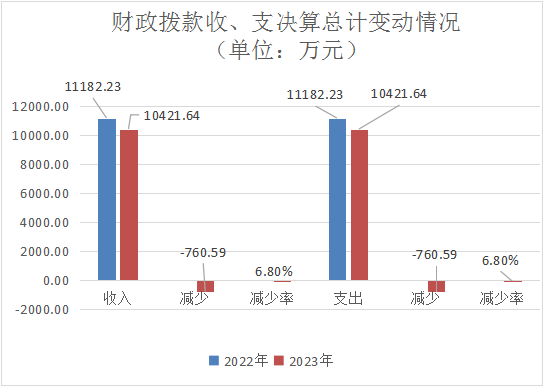 财政拨款收、支决算总计变动情况
（单位：万元）
11182.23
10421.64
11182.23
10421.64
12000.00
10000.00
8000.00
6000.00
4000.00
2000.00
0.00
-2000.00
-760.59
6.80%
-760.59
6.80%
收入
减少
减少率
支出
减少
减少率
2022年
2023年